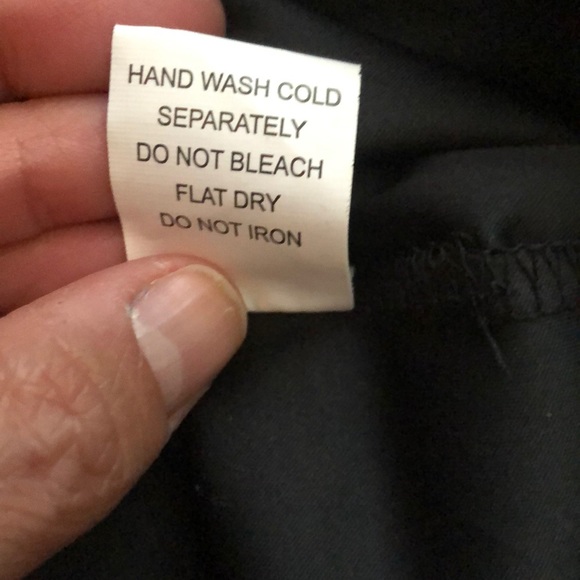 HAND WASH COLD
SEPARATELY
DO NOT BLEACH
FLAT DRY
DO NOT IRON